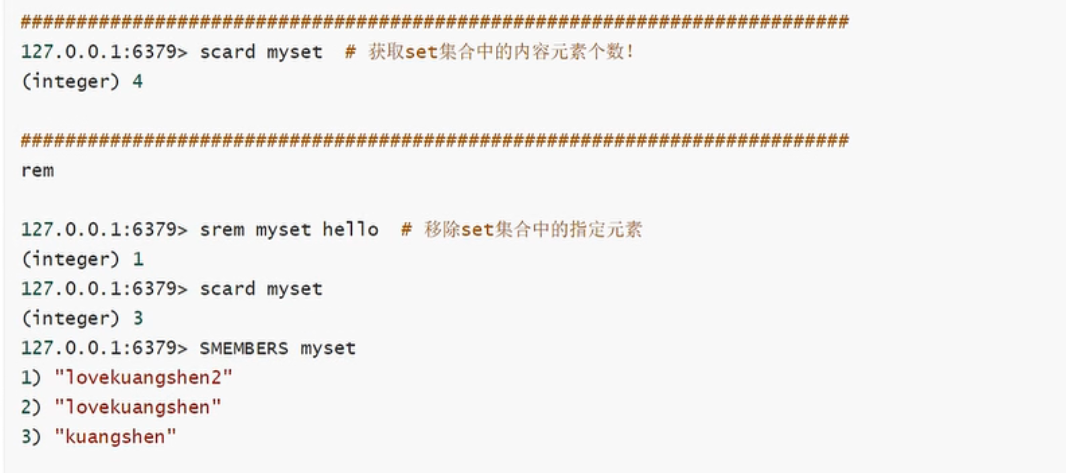 ##########################################################################
127.0.0.1:6379> scard myset  # 获取set集合中的内容元素个数！
(integer) 4
##########################################################################
rem
127.0.0.1:6379> srem myset hello  # 移除set集合中的指定元素
(integer) 1
127.0.0.1:6379> scard myset
(integer) 3
127.0.0.1:6379> SMEMBERS myset
1) "lovekuangshen2"
2) "lovekuangshen"
3) "kuangshen"